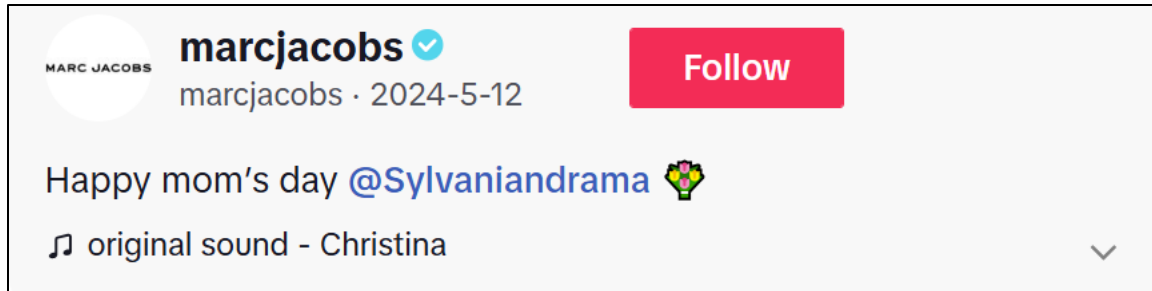 MARC JACOBS
marcjacobs
marcjacobs · 2024-5-12
Follow
Happy mom's day @Sylvaniandrama 💐
♫ original sound - Christina